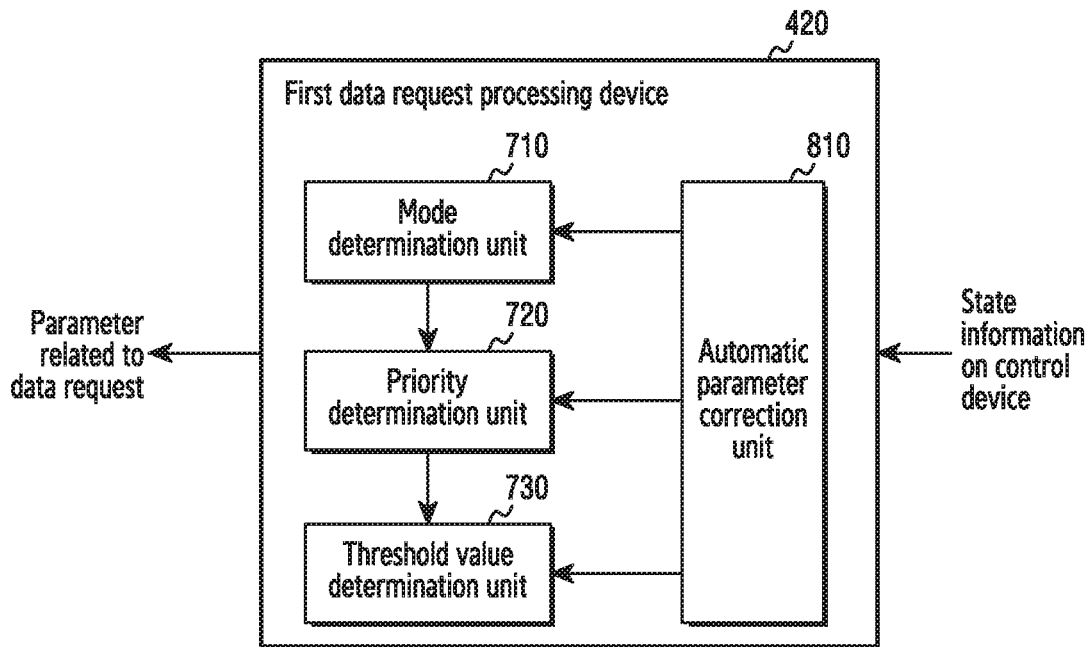 420
First data request processing device
710
810
Mode
determination unit
720
Priority
determination unit
730
Threshold value
determination unit
Automatic
parameter
correction
unit
Parameter
related to
data request
State
information
on control
device